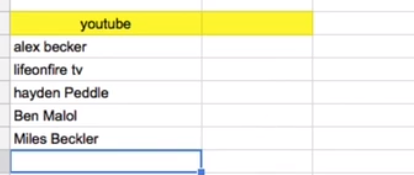 youtube
alex becker
lifeonfire tv
hayden Peddle
Ben Malol
Miles Beckler